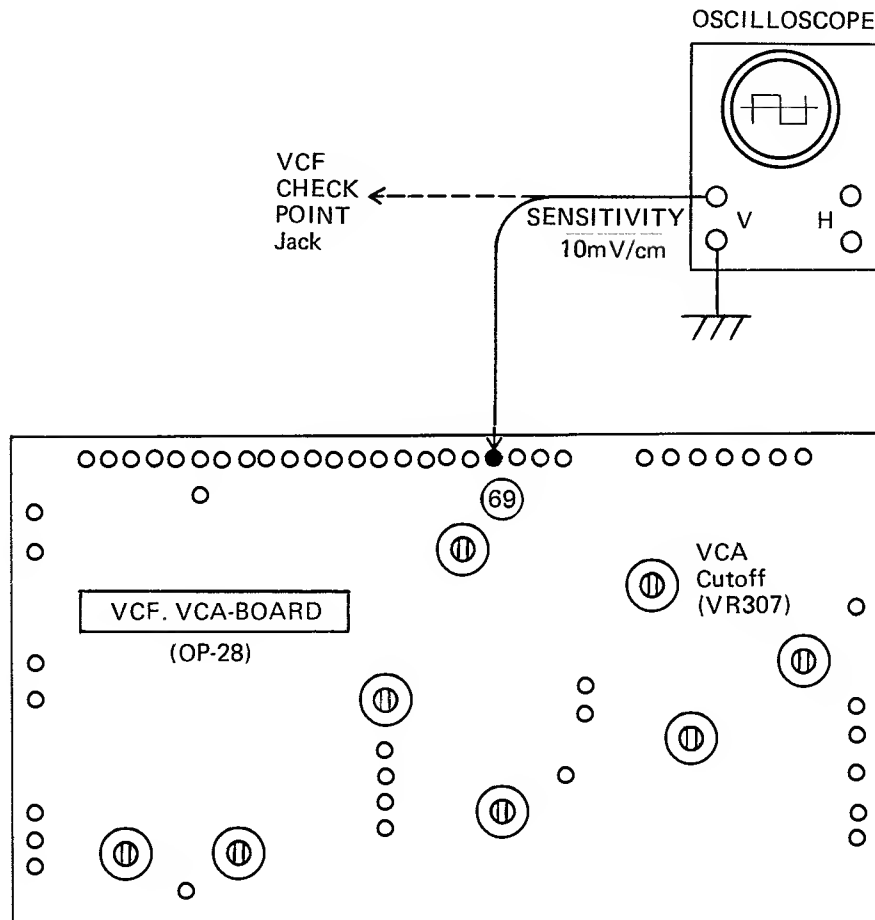 OSCILLOSCOPE
VCF
CHECK
POINT
Jack
SENSITIVITY
10mV/cm
V
H
69
VCA
Cutoff
(VR307)
VCF. VCA-BOARD
(OP-28)